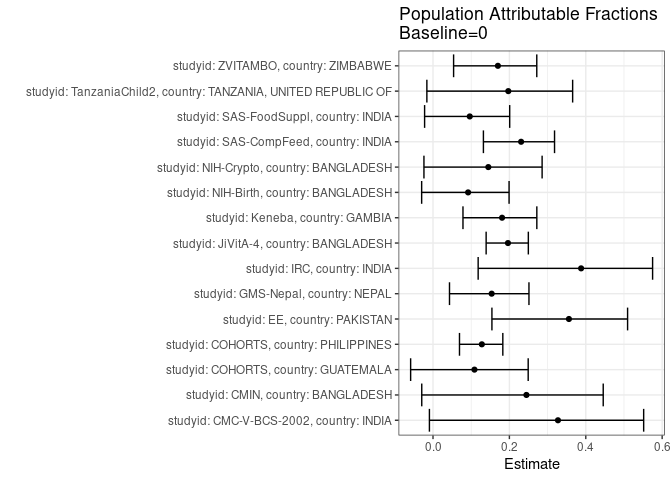 Population Attributable Fractions
Baseline=0
studyid: ZVITAMBO, country: ZIMBABWE
studyid: TanzaniaChild2, country: TANZANIA, UNITED REPUBLIC OF
studyid: SAS-FoodSuppl, country: INDIA
studyid: SAS-CompFeed, country: INDIA
studyid: NIH-Crypto, country: BANGLADESH
studyid: NIH-Birth, country: BANGLADESH
studyid: Keneba, country: GAMBIA
studyid: JiVitA-4, country: BANGLADESH
studyid: IRC, country: INDIA
studyid: GMS-Nepal, country: NEPAL
studyid: EE, country: PAKISTAN
studyid: COHORTS, country: PHILIPPINES
studyid: COHORTS, country: GUATEMALA
studyid: CMIN, country: BANGLADESH
studyid: CMC-V-BCS-2002, country: INDIA
0.0 0.2 0.4 0.6
Estimate